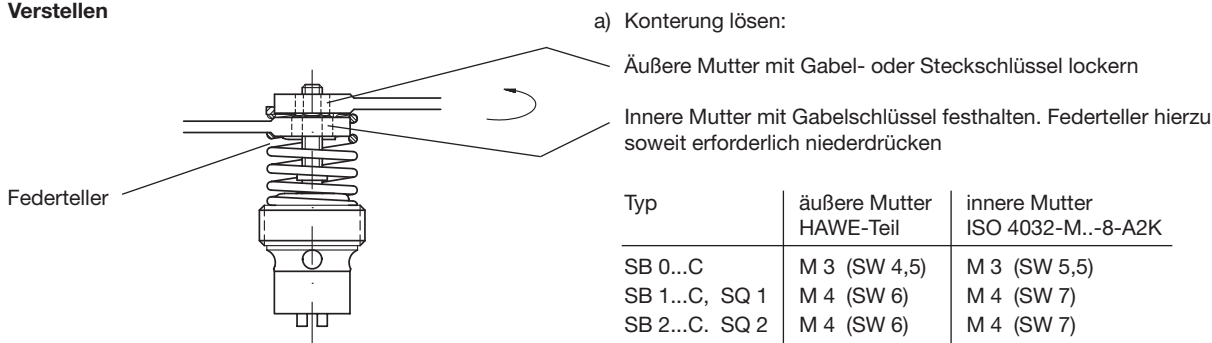 Verstellen
a) Konterung lösen:
Äußere Mutter mit Gabel- oder Steckschlüssel lockern
Innere Mutter mit Gabelschlüssel festhalten. Federteller hierzu
soweit erforderlich niederdrücken
Federteller
Typ äußere Mutter innere Mutter
HAWE-Teil ISO 4032-M..-8-A2K
SB 0...C M 3 (SW 4,5) M 3 (SW 5,5)
SB 1...C, SQ 1 M 4 (SW 6) M 4 (SW 7)
SB 2...C. SQ 2 M 4 (SW 6) M 4 (SW 7)